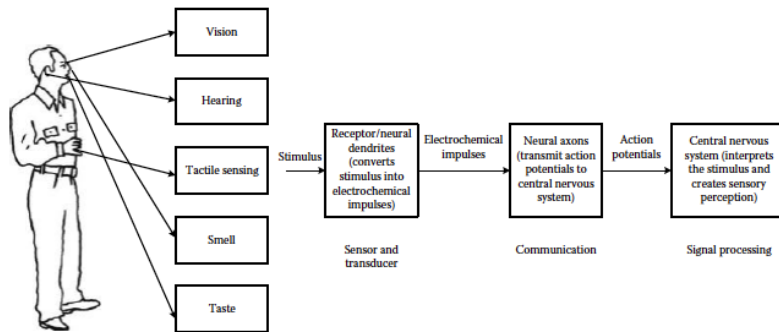 Vision
Hearing
Tactile sensing
Smell
Taste
Stimulus
Receptor/neural
dendrites
(converts
stimulus into
electrochemical
impulses)
Sensor and
transducer
Electrochemical
impulses
Neural axons
(transmit action
potentials to
central nervous
system)
Communication
Action
potentials
Central nervous
system (interprets
the stimulus and
creates sensory
perception)
Signal processing